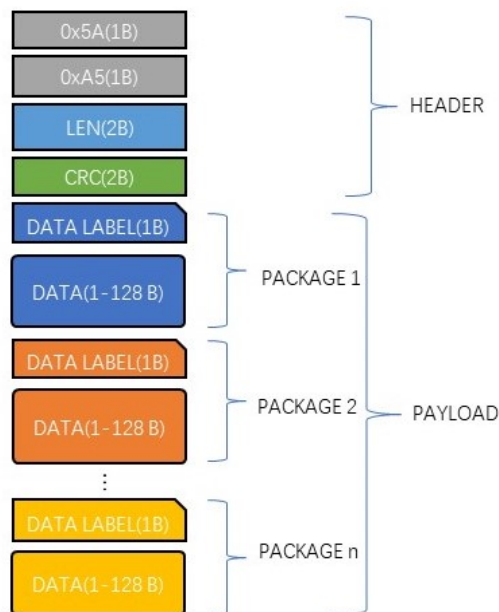 0x5A(1B)
0xA5(1B)
LEN(2B)
CRC(2B)
HEADER
DATA LABEL(1B)
DATA(1-128 B)
PACKAGE 1
DATA LABEL(1B)
DATA(1-128 B)
PACKAGE 2
PAYLOAD
⋮
DATA LABEL(1B)
DATA(1-128 B)
PACKAGE n